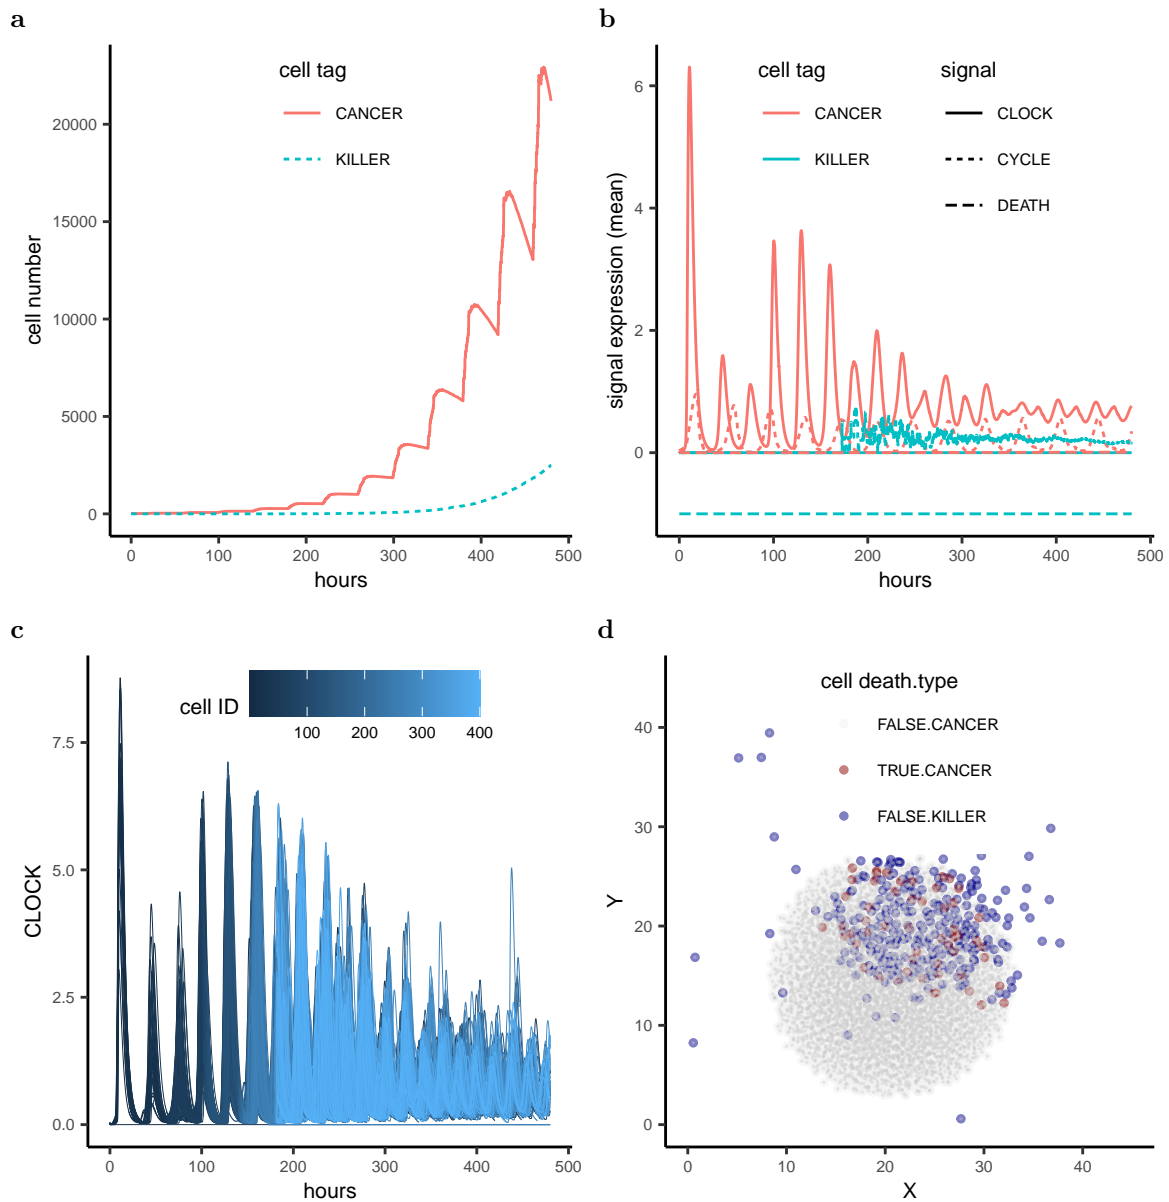 a
cell tag
CANCER
KILLER
cell number
20000
15000
10000
5000
0
0 100 200 300 400 500
hours
b
cell tag
signal
CANCER
CLOCK
KILLER
CYCLE
DEATH
signal expression (mean)
6
4
2
0
0 100 200 300 400 500
hours
c
cell ID
100 200 300 400
CLOCK
7.5
5.0
2.5
0.0
0 100 200 300 400 500
hours
d
cell death.type
FALSE.CANCER
TRUE.CANCER
FALSE.KILLER
Y
40
30
20
10
0
0 10 20 30 40
X